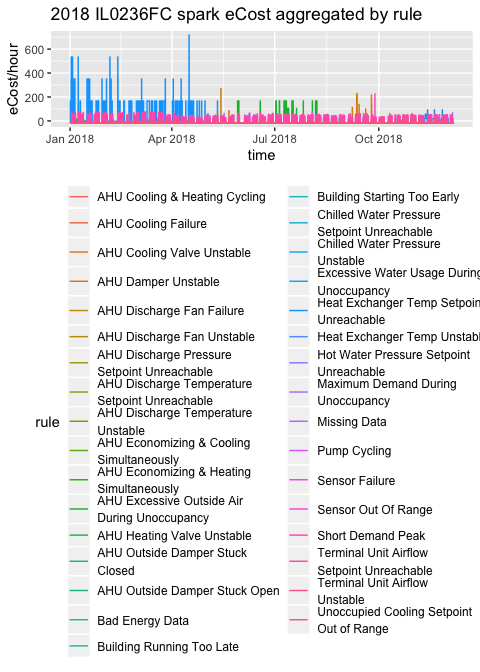 2018 IL0236FC spark eCost aggregated by rule
eCost/hour
600
400
200
0
Jan 2018
Apr 2018
Jul 2018
Oct 2018
time
rule
AHU Cooling & Heating Cycling
AHU Cooling Failure
AHU Cooling Valve Unstable
AHU Damper Unstable
AHU Discharge Fan Failure
AHU Discharge Fan Unstable
AHU Discharge Pressure
Setpoint Unreachable
AHU Discharge Temperature
Setpoint Unreachable
AHU Discharge Temperature
Unstable
AHU Economizing & Cooling
Simultaneously
AHU Economizing & Heating
Simultaneously
AHU Excessive Outside Air
During Unoccupancy
AHU Heating Valve Unstable
AHU Outside Damper Stuck
Closed
AHU Outside Damper Stuck Open
Bad Energy Data
Building Running Too Late
Building Starting Too Early
Chilled Water Pressure
Setpoint Unreachable
Chilled Water Pressure
Unstable
Excessive Water Usage During
Unoccupancy
Heat Exchanger Temp Setpoin
Unreachable
Heat Exchanger Temp Unstabl
Hot Water Pressure Setpoint
Unreachable
Maximum Demand During
Unoccupancy
Missing Data
Pump Cycling
Sensor Failure
Sensor Out Of Range
Short Demand Peak
Terminal Unit Airflow
Setpoint Unreachable
Terminal Unit Airflow
Unstable
Unoccupied Cooling Setpoint
Out of Range